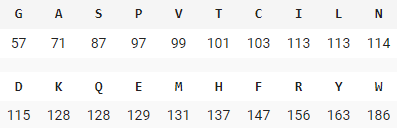 G A S P V T C I L N
57 71 87 97 99 101 103 113 113 114
D K Q E M H F R Y W
115 128 128 129 131 137 147 156 163 186